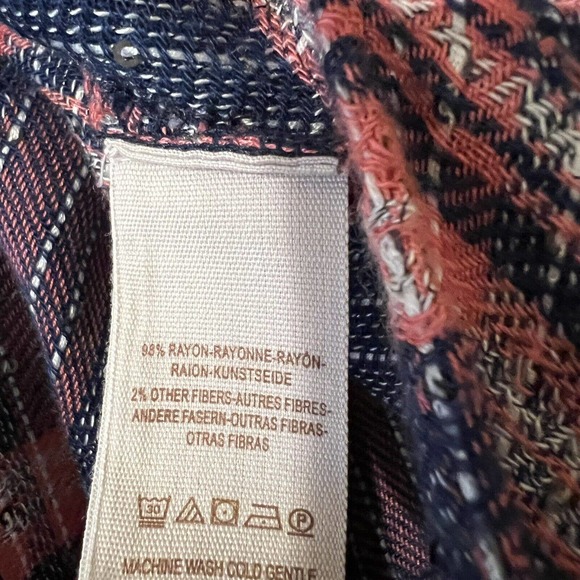 98% RAYON-RAYONNE-RAYÓN-
RAION-KUNSTSEIDE
2% OTHER FIBERS-AUTRES FIBRES-
ANDERE FASERN-OUTRAS FIBRAS-
OTRAS FIBRAS
30 P
MACHINE WASH COLD GENTLE